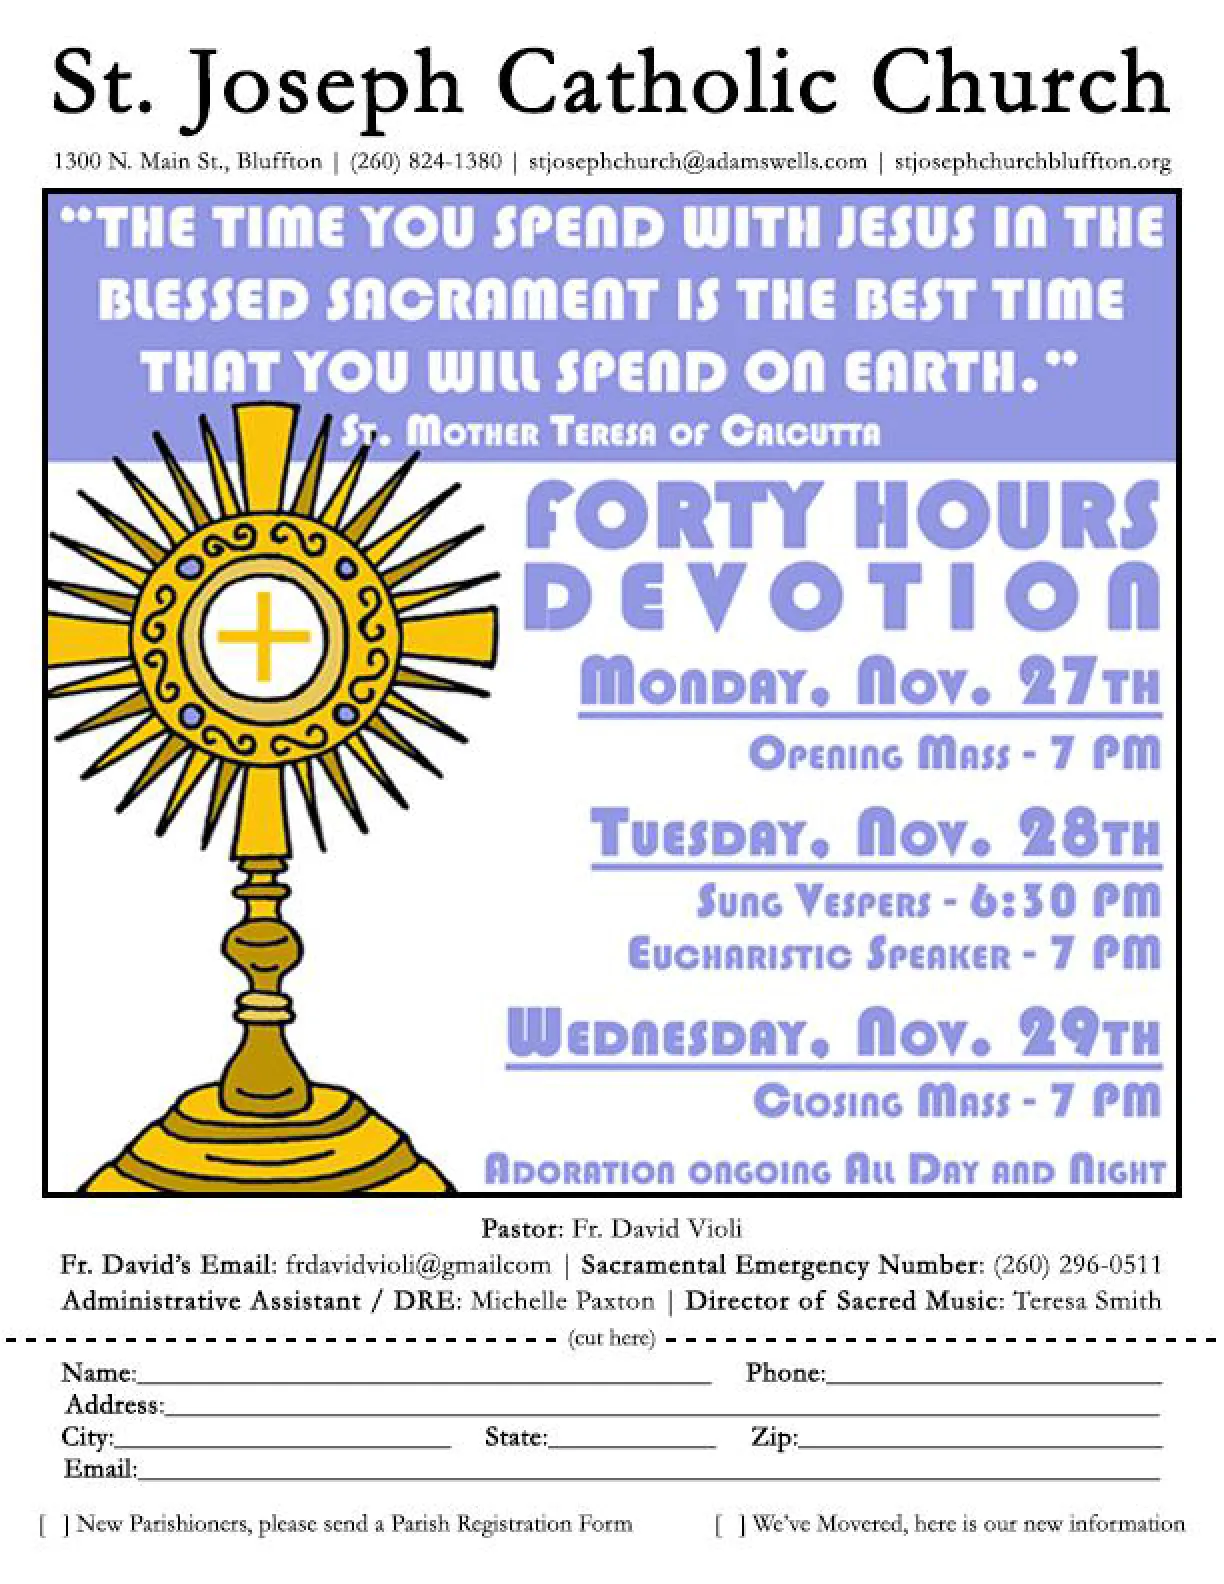 St. Joseph Catholic Church
1300 N. Main St., Bluffton | (260) 824-1380 | stjosephchurch@adamswells.com | stjosephchurchbluffton.org
"THE TIME YOU SPEND WITH JESUS IN THE
BLESSED SACRAMENT IS THE BEST TIME
THAT YOU WILL SPEND ON EARTH."
ST. MOTHER TERESA OF CALCUTTA
FORTY HOURS
DEVOTION
MONDAY, NOV. 27TH
OPENING MASS - 7 PM
TUESDAY, NOV. 28TH
SUNG VESPERS - 6:30 PM
EUCHARISTIC SPEAKER - 7 PM
WEDNESDAY, NOV. 29TH
CLOSING MASS - 7 PM
ADORATION ONGOING ALL DAY AND NIGHT
Pastor: Fr. David Violi
Fr. David's Email: frdavidvioli@gmailcom | Sacramental Emergency Number: (260) 296-0511
Administrative Assistant / DRE: Michelle Paxton | Director of Sacred Music: Teresa Smith
(cut here)
Name: Phone:
Address:
City: State: Zip:
Email:
[ ] New Parishioners, please send a Parish Registration Form [ ] We've Movered, here is our new information